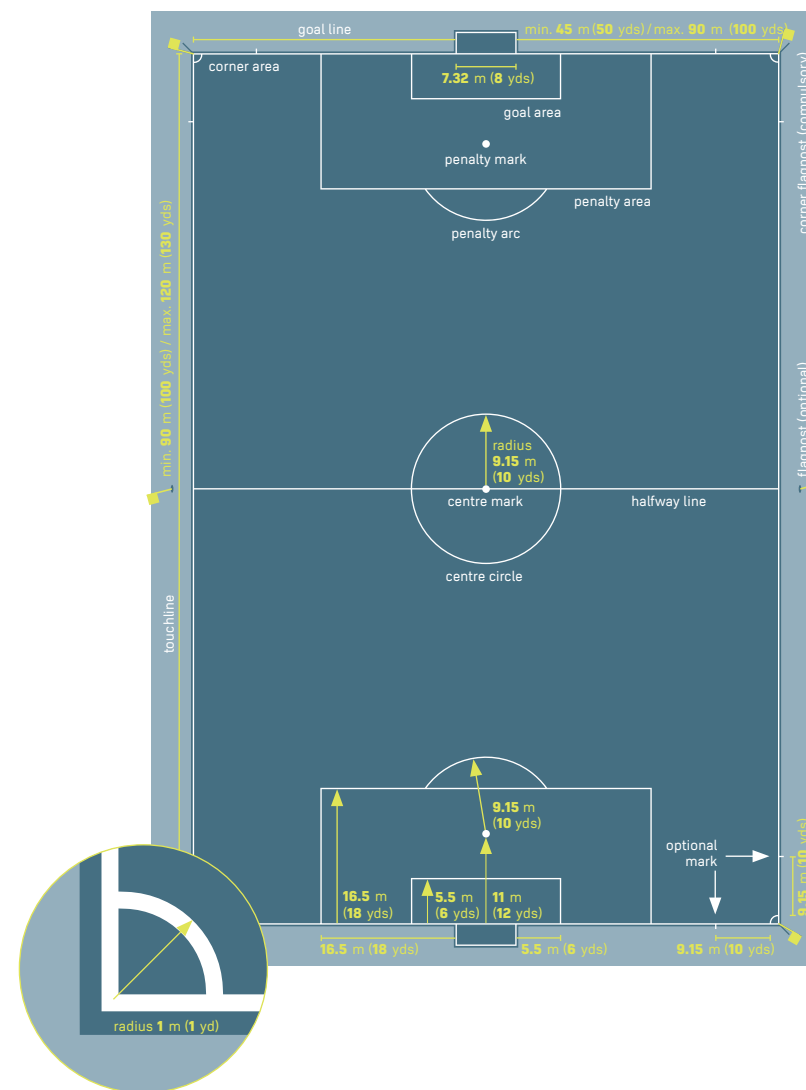 goal line
min. 45 m (50 yds) / max. 90 m (100 yds)
corner area
7.32 m (8 yds)
goal area
penalty mark
penalty area
penalty arc
corner flagpost (compulsory)
min. 90 m (100 yds) / max. 120 m (130 yds)
flagpost (optional)
radius
9.15 m
(10 yds)
centre mark
halfway line
centre circle
touchline
9.15 m
(10 yds)
optional
mark
9.15 m (10 yds)
16.5 m
(18 yds)
5.5 m
(6 yds)
11 m
(12 yds)
16.5 m (18 yds)
5.5 m (6 yds)
9.15 m (10 yds)
radius 1 m (1 yd)